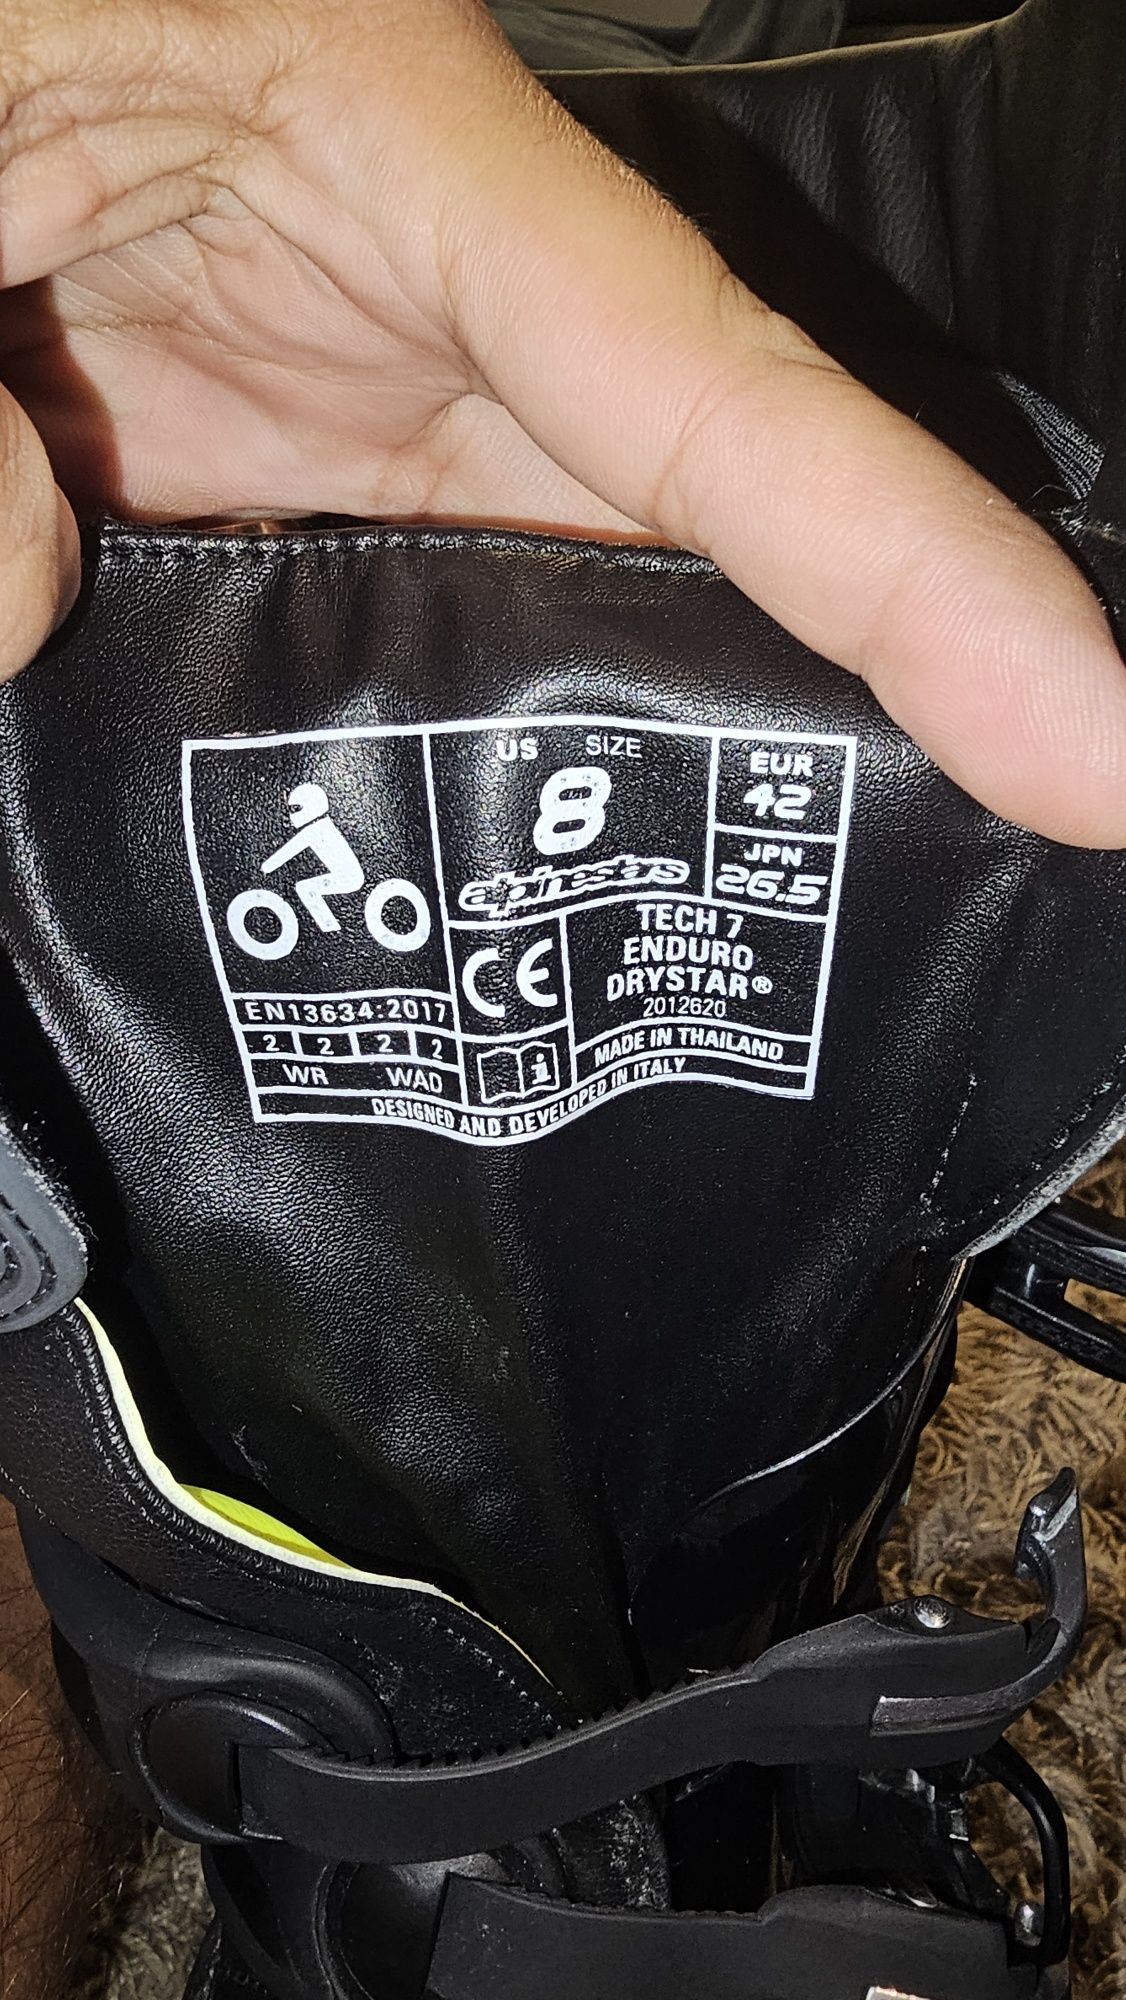 US SIZE
8
alpinestars
EUR
42
JPN
26.5
CE
TECH 7
ENDURO
DRYSTAR®
2012620
EN13634:2017
2 2 2 2
WR WAD
i
MADE IN THAILAND
DESIGNED AND DEVELOPED IN ITALY